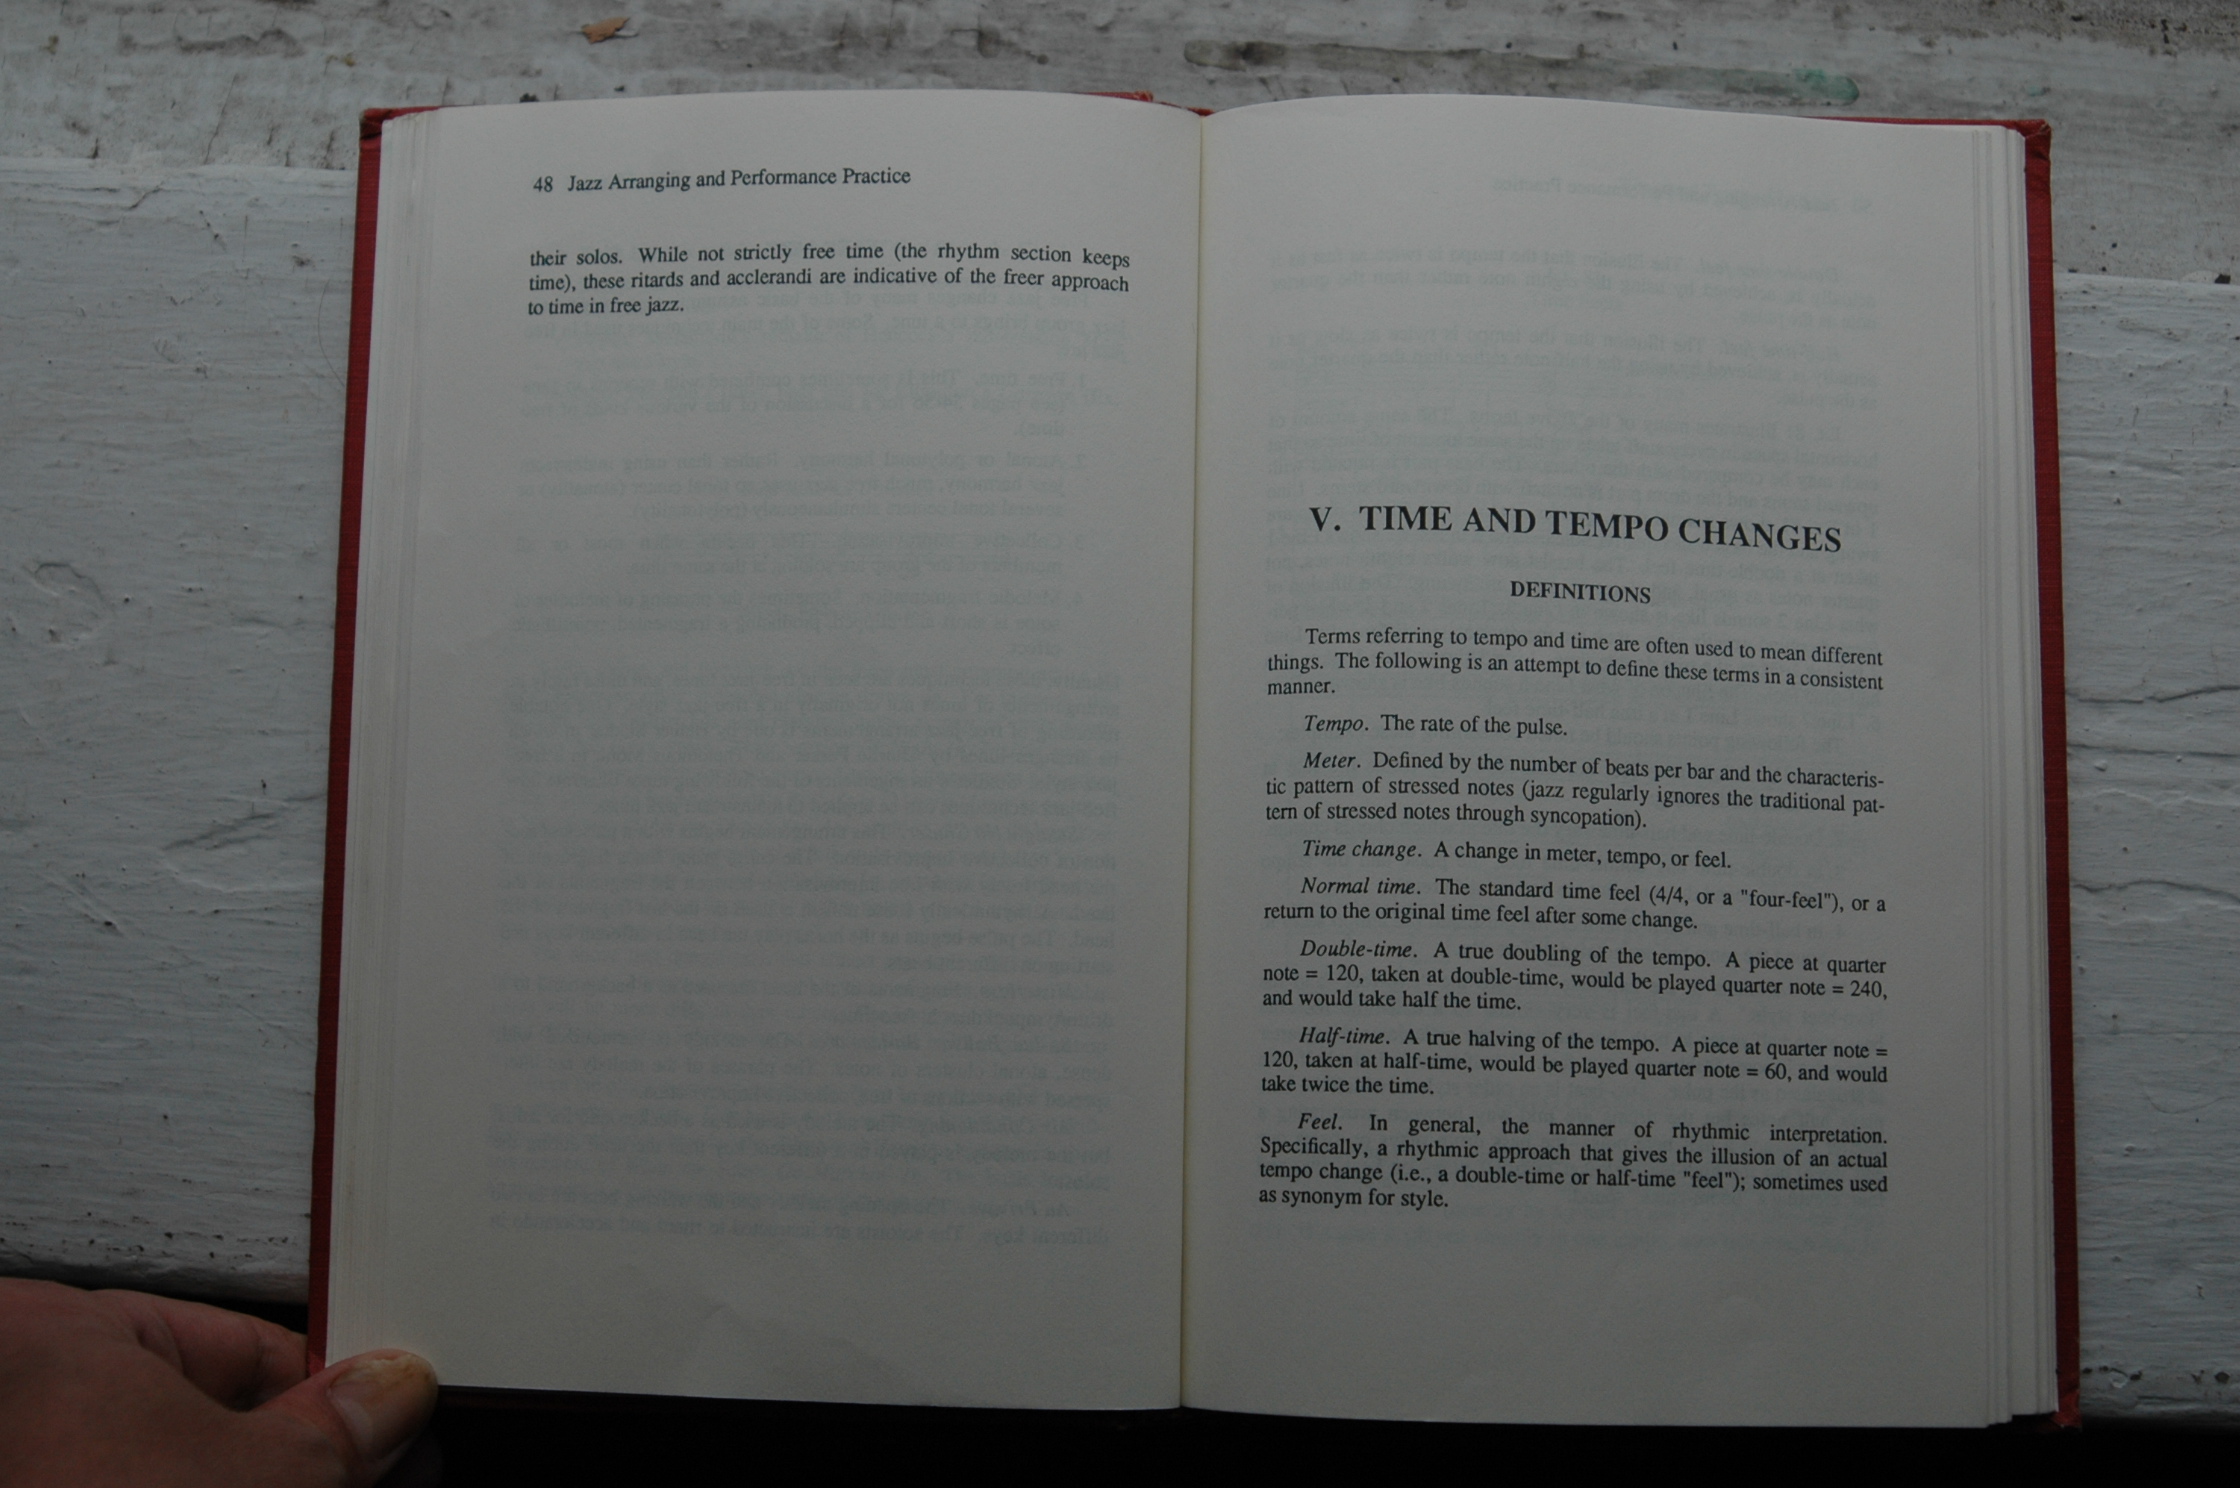 48 Jazz Arranging and Performance Practice
their solos. While not strictly free time (the rhythm section keeps
time), these ritards and acclerandi are indicative of the freer approach
to time in free jazz.
V. TIME AND TEMPO CHANGES
DEFINITIONS
Terms referring to tempo and time are often used to mean different
things. The following is an attempt to define these terms in a consistent
manner.
Tempo. The rate of the pulse.
Meter. Defined by the number of beats per bar and the characteris-
tic pattern of stressed notes (jazz regularly ignores the traditional pat-
tern of stressed notes through syncopation).
Time change. A change in meter, tempo, or feel.
Normal time. The standard time feel (4/4, or a "four-feel"), or a
return to the original time feel after some change.
Double-time. A true doubling of the tempo. A piece at quarter
note = 120, taken at double-time, would be played quarter note = 240,
and would take half the time.
Half-time. A true halving of the tempo. A piece at quarter note =
120, taken at half-time, would be played quarter note = 60, and would
take twice the time.
Feel. In general, the manner of rhythmic interpretation.
Specifically, a rhythmic approach that gives the illusion of an actual
tempo change (i.e., a double-time or half-time "feel"); sometimes used
as synonym for style.